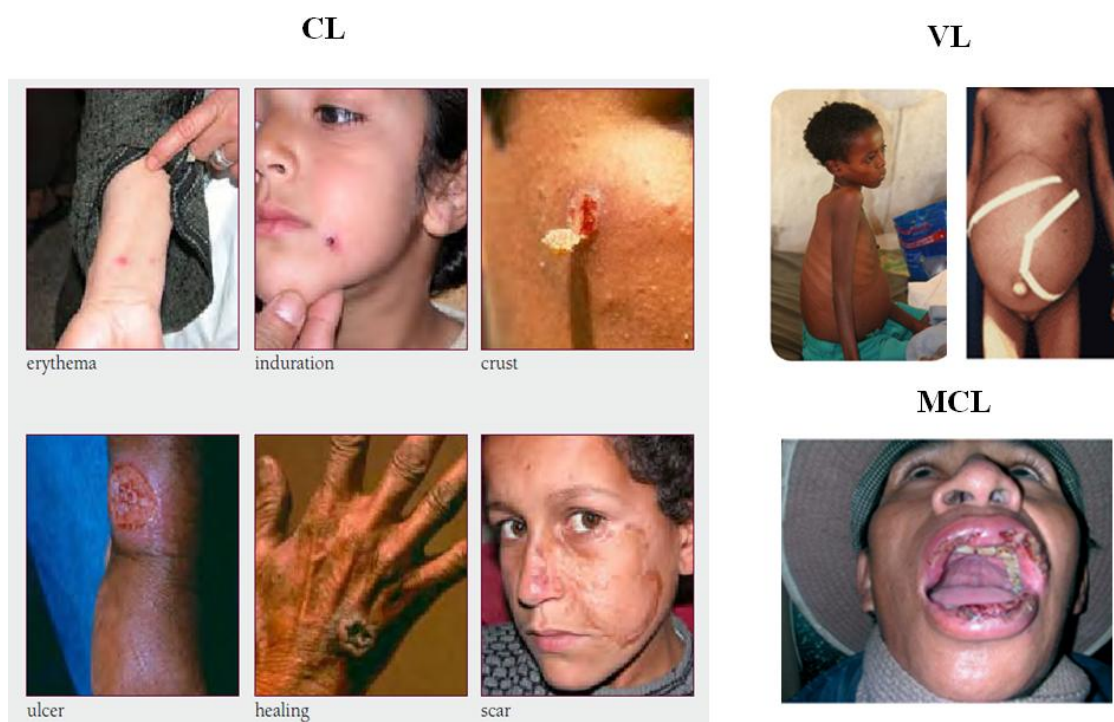 CL
erythema
induration
crust
ulcer
healing
scar
VL
MCL